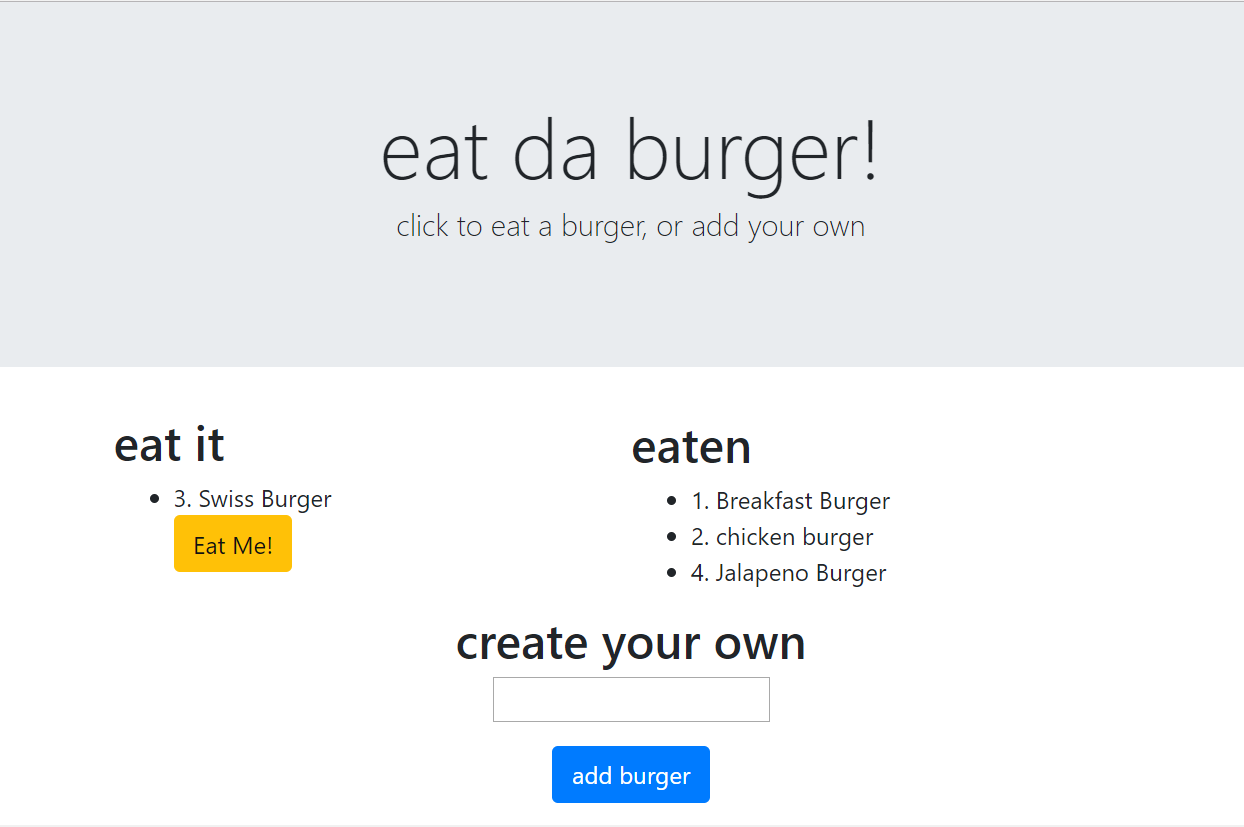 eat da burger!
click to eat a burger, or add your own
eat it
3. Swiss Burger
Eat Me!
eaten
1. Breakfast Burger
2. chicken burger
4. Jalapeno Burger
create your own
add burger